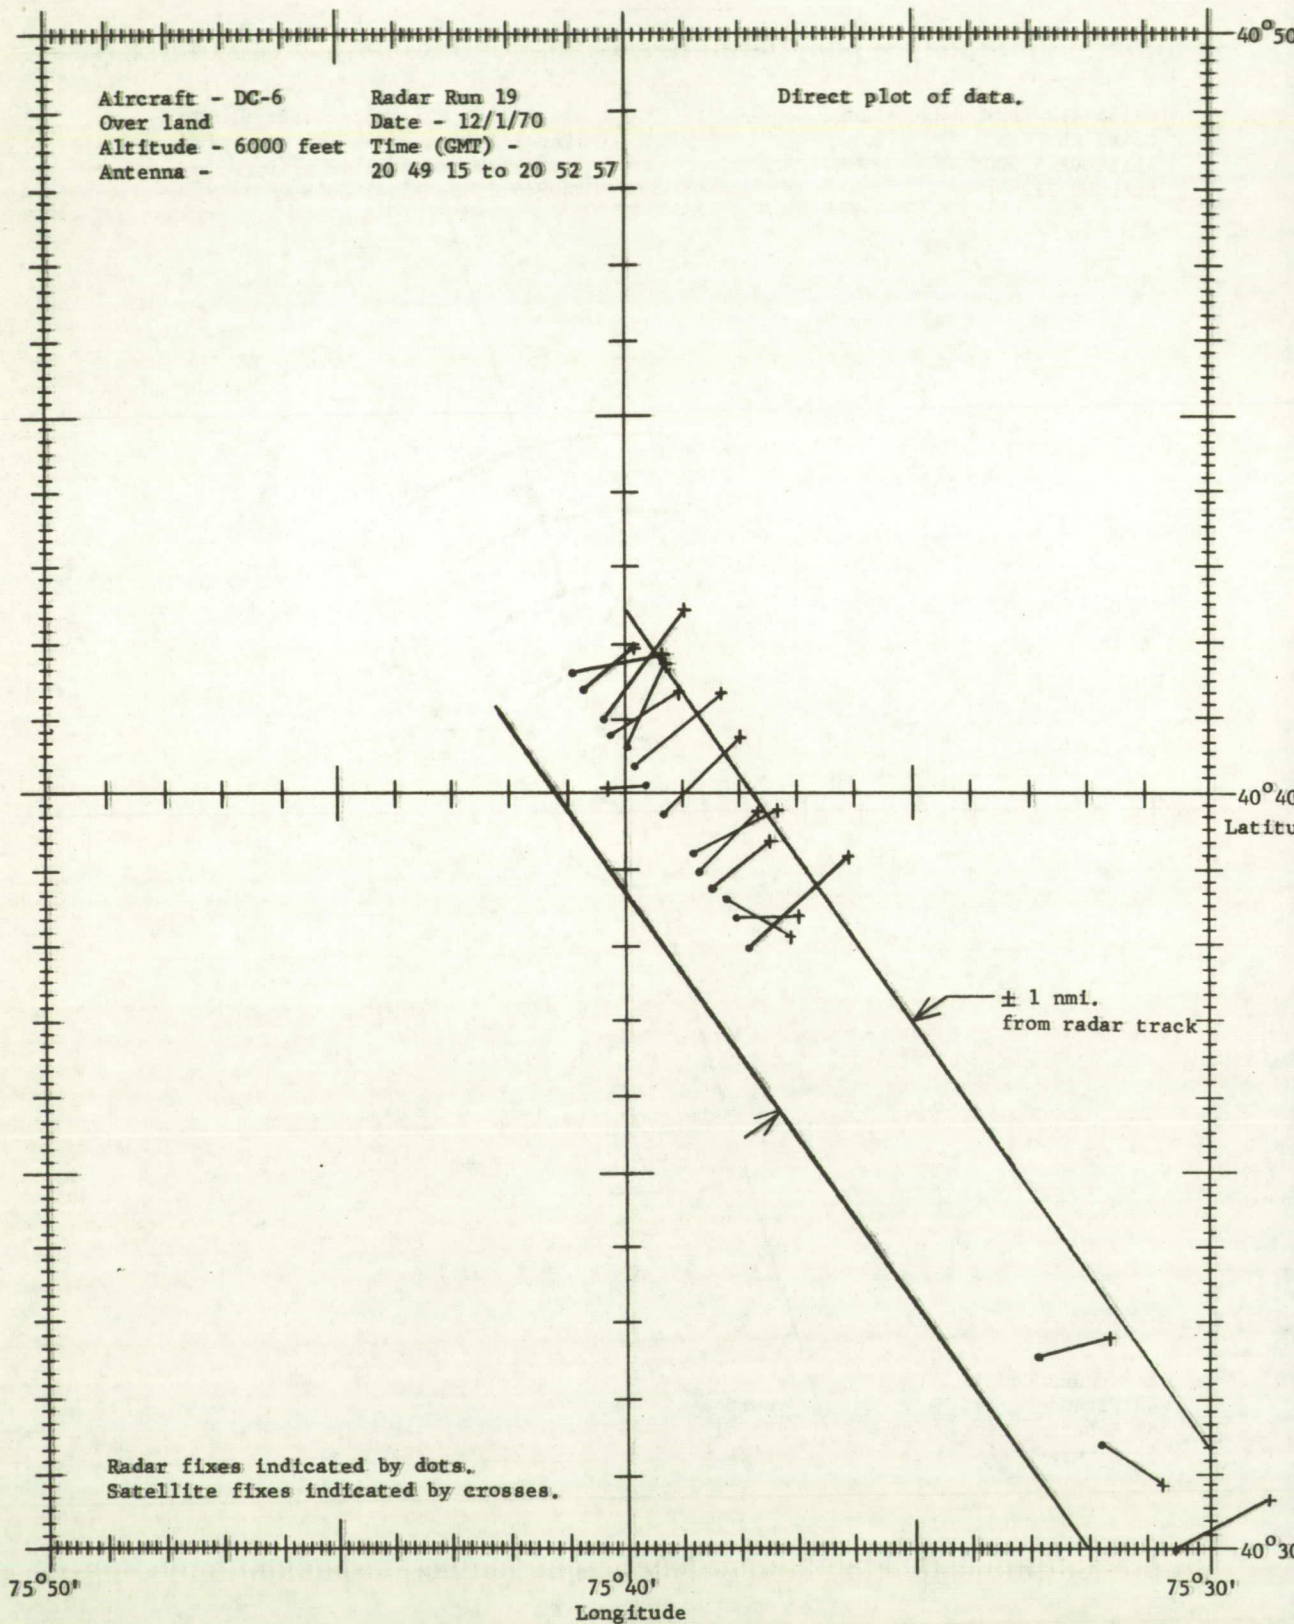 40°50
Aircraft - DC-6
Over land
Altitude - 6000 feet
Antenna -
Radar Run 19
Date - 12/1/70
Time (GMT) -
20 49 15 to 20 52 57
Direct plot of data.
40°40
Latitu
± 1 nmi.
from radar track
Radar fixes indicated by dots.
Satellite fixes indicated by crosses.
40°30
75°50'
75°40'
75°30'
Longitude